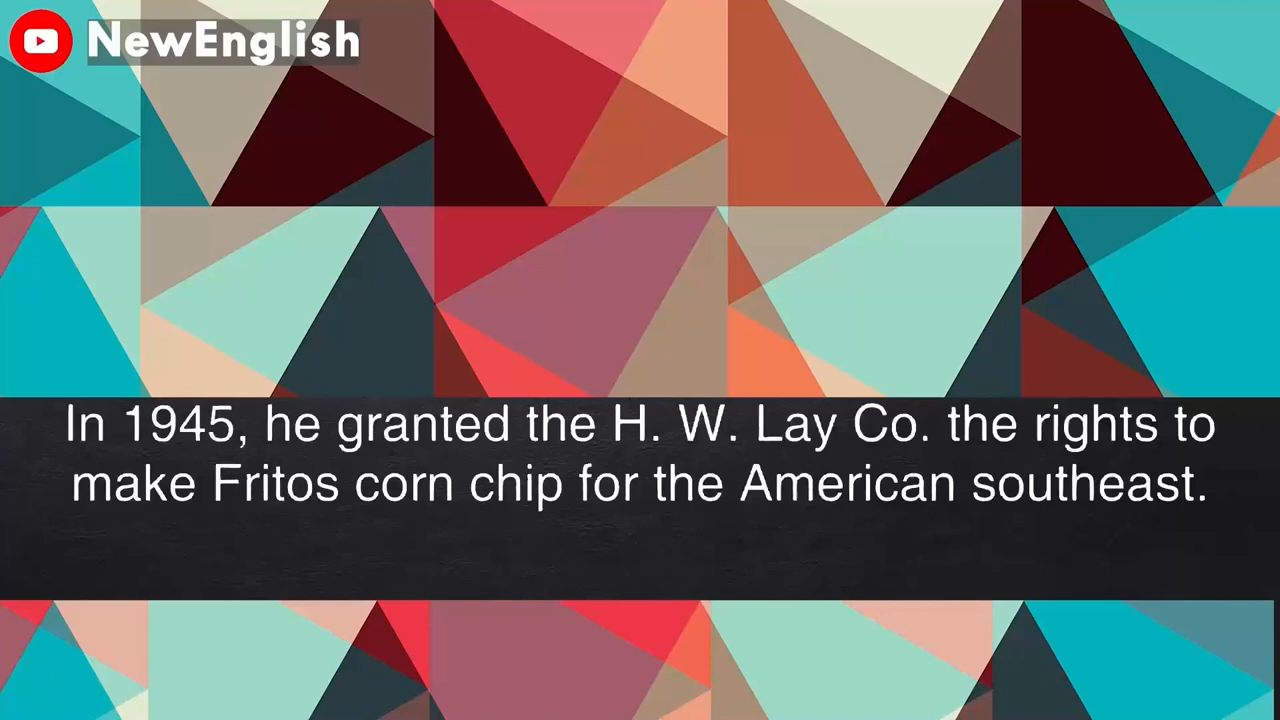 NewEnglish
In 1945, he granted the H. W. Lay Co. the rights to
make Fritos corn chip for the American southeast.